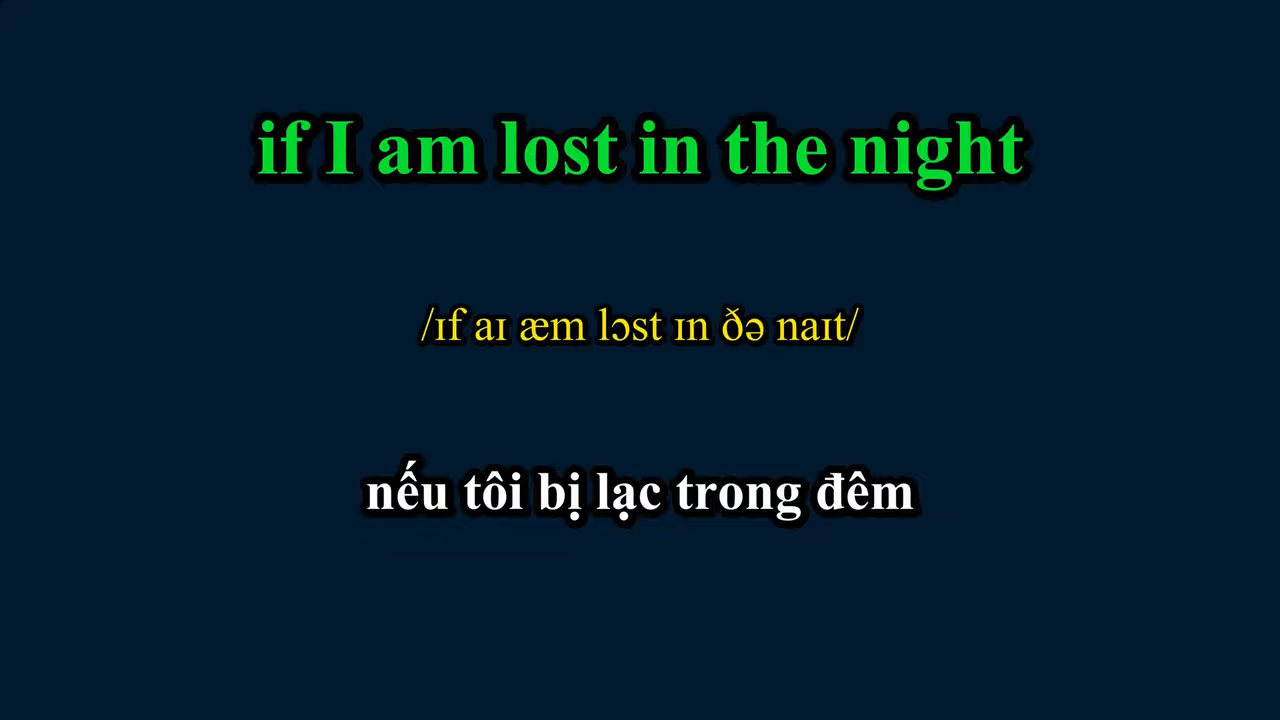 if I am lost in the night
/ɪf aɪ æm lɔst ɪn ðə naɪt/
nếu tôi bị lạc trong đêm